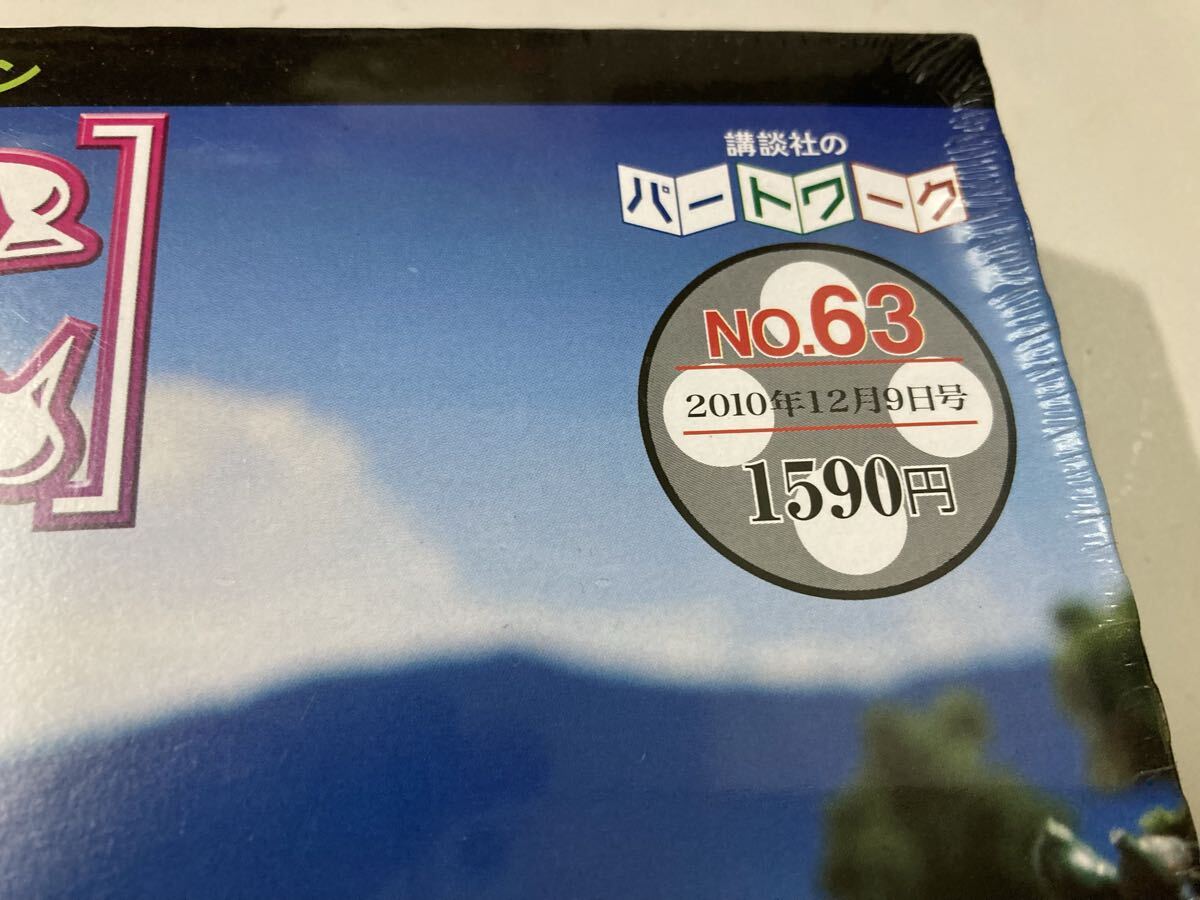 ン
講談社の
パートワーク
NO.63
2010年12月9日号
1590円